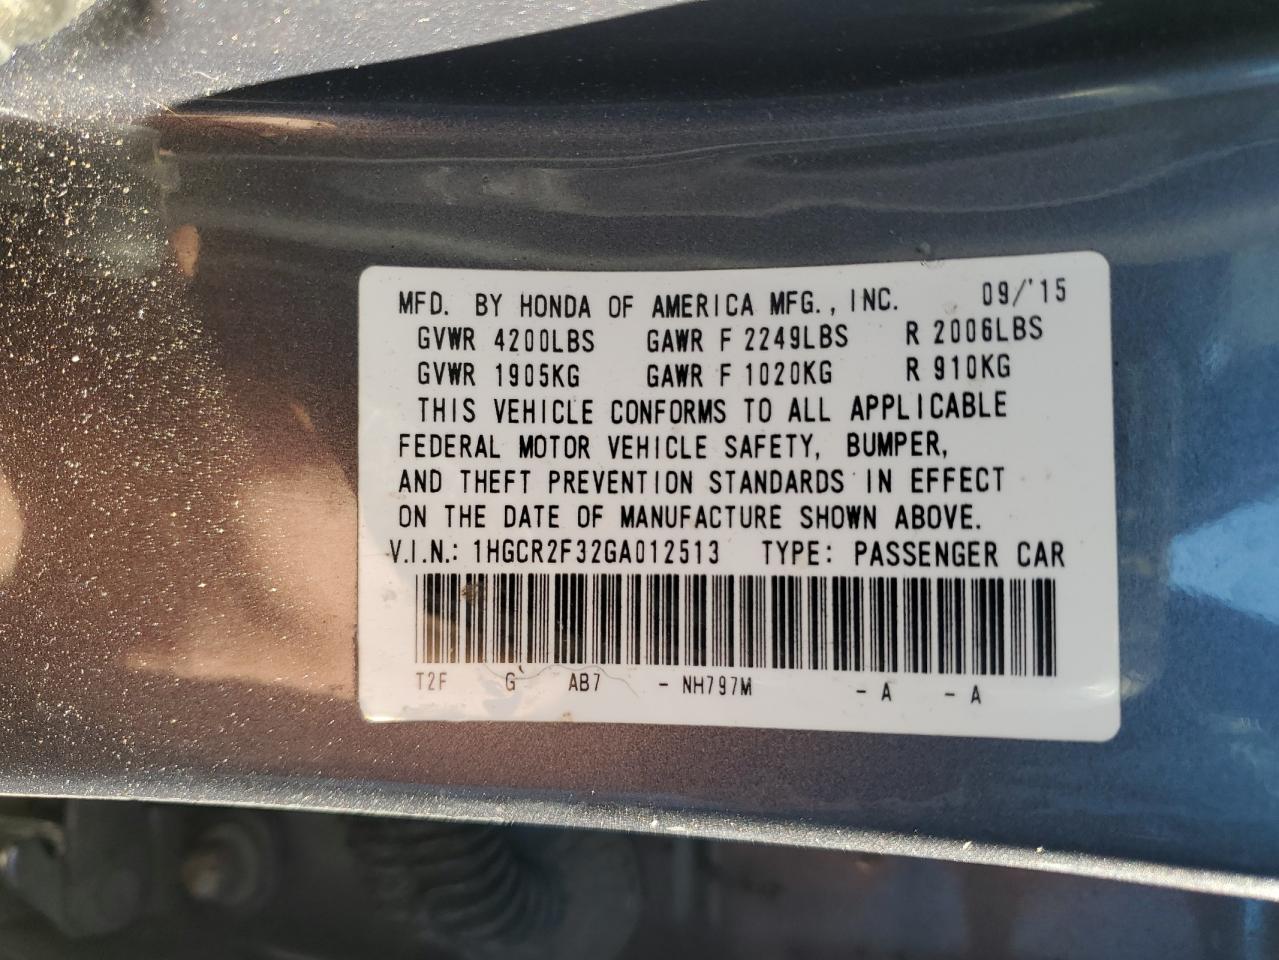 MFD. BY HONDA OF AMERICA MFG., INC. 09/'15
GVWR 4200LBS GAWR F 2249LBS R 2006LBS
GVWR 1905KG GAWR F 1020KG R 910KG
THIS VEHICLE CONFORMS TO ALL APPLICABLE
FEDERAL MOTOR VEHICLE SAFETY, BUMPER,
AND THEFT PREVENTION STANDARDS IN EFFECT
ON THE DATE OF MANUFACTURE SHOWN ABOVE.
V.I.N.: 1HGCR2F32GA012513 TYPE: PASSENGER CAR
T2F G AB7 - NH797M - A - A